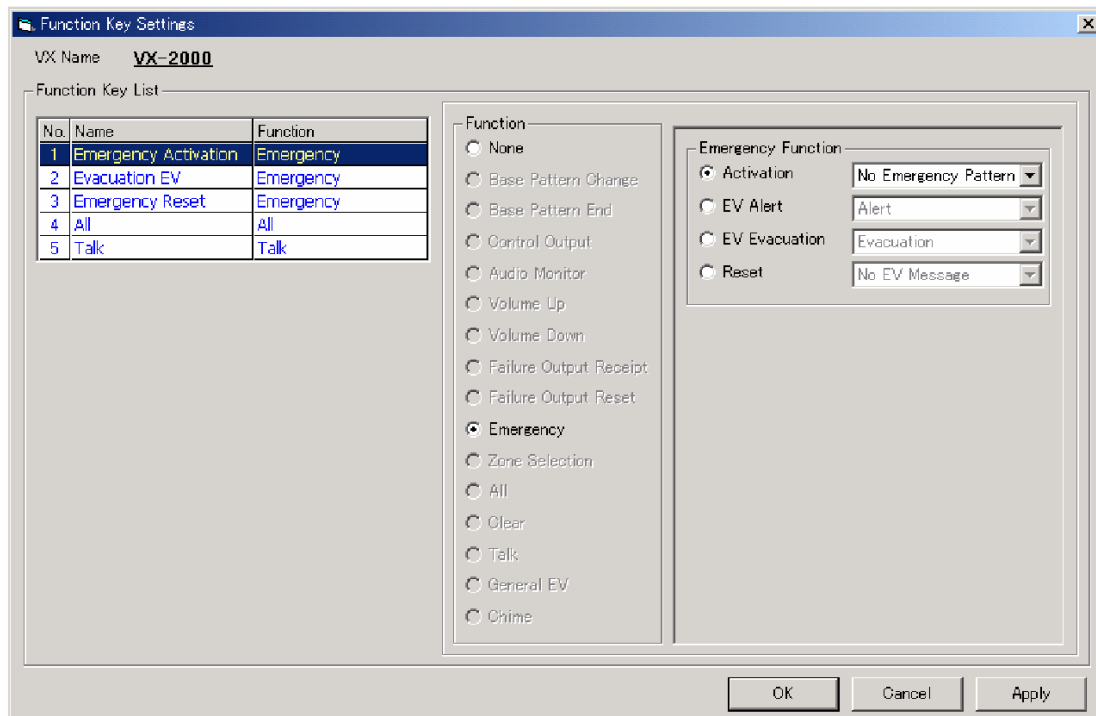 Function Key Settings
VX Name VX-2000
Function Key List
No. Name Function
1 Emergency Activation Emergency
2 Evacuation EV Emergency
3 Emergency Reset Emergency
4 All All
5 Talk Talk
Function
None
Base Pattern Change
Base Pattern End
Control Output
Audio Monitor
Volume Up
Volume Down
Failure Output Receipt
Failure Output Reset
Emergency
Zone Selection
All
Clear
Talk
General EV
Chime
Emergency Function
Activation No Emergency Pattern
EV Alert Alert
EV Evacuation Evacuation
Reset No EV Message
OK Cancel Apply